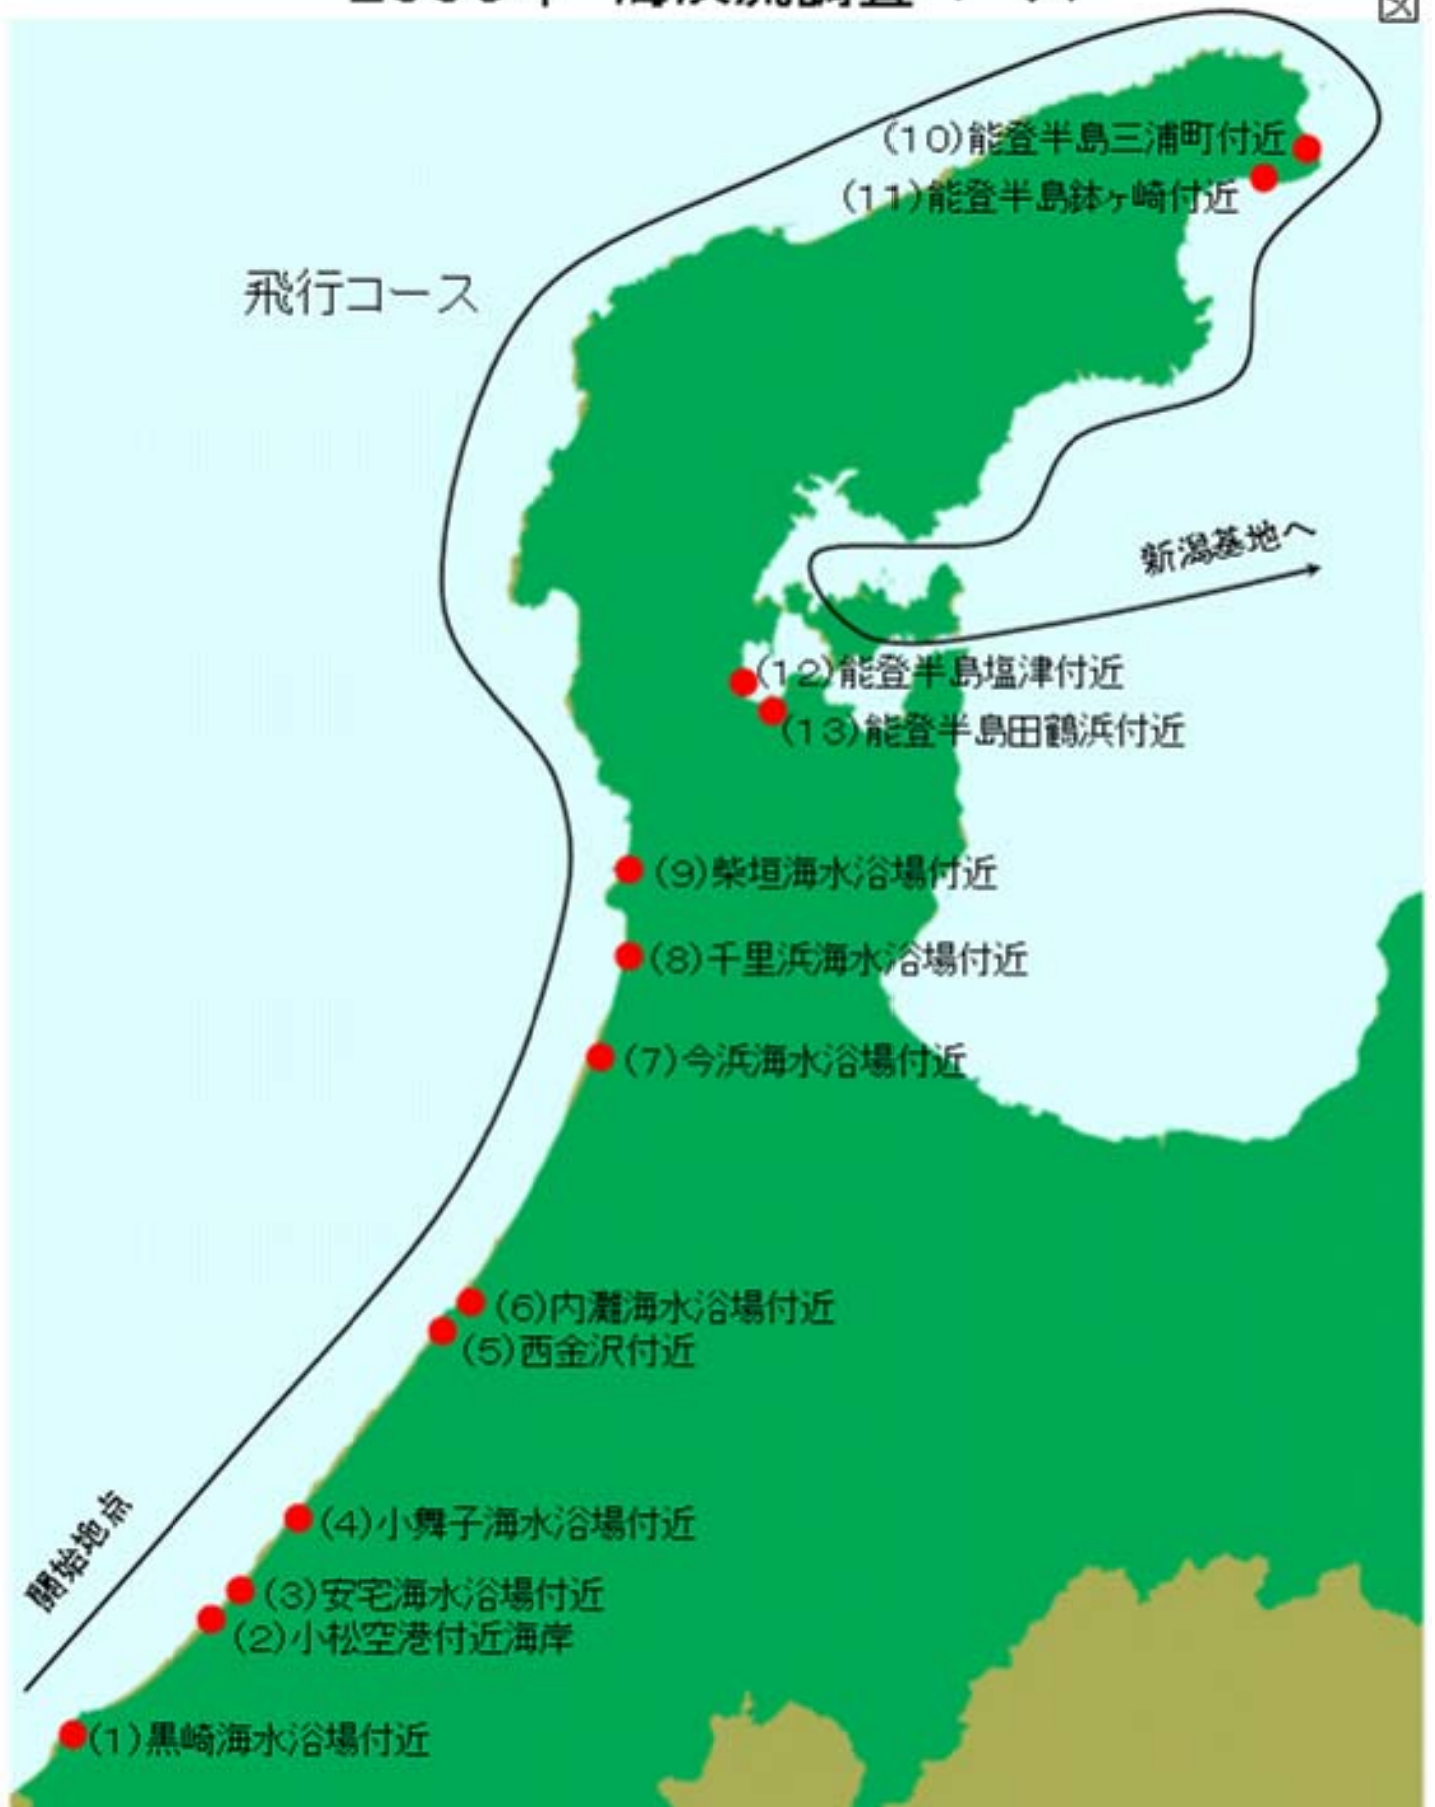 (10)能登半島三浦町付近
(11)能登半島鉢ヶ崎付近
飛行コース
新潟基地へ
(12)能登半島塩津付近
(13)能登半島田鶴浜付近
(9)柴垣海水浴場付近
(8)千里浜海水浴場付近
(7)今浜海水浴場付近
(6)内灘海水浴場付近
(5)西金沢付近
開始地点
(4)小舞子海水浴場付近
(3)安宅海水浴場付近
(2)小松空港付近海岸
(1)黒崎海水浴場付近